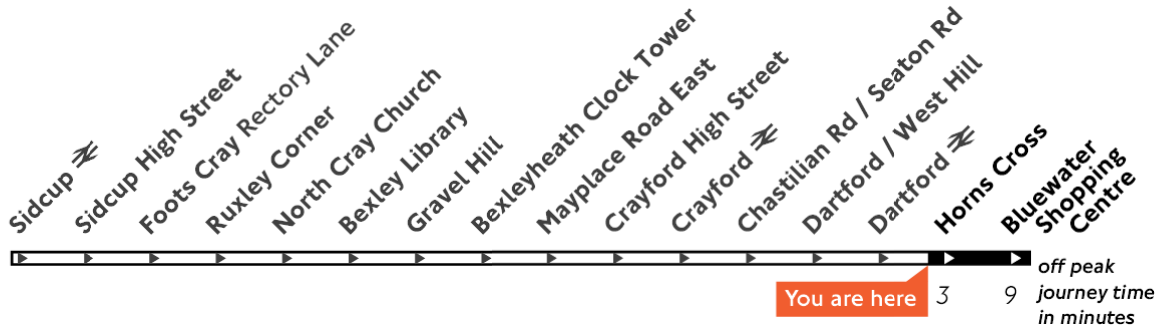 Sidcup
Sidcup High Street
Foots Cray Rectory Lane
Ruxley Corner
North Cray Church
Bexley Library
Gravel Hill
Bexleyheath Clock Tower
Mayplace Road East
Crayford High Street
Crayford
Chastilian Rd / Seaton Rd
Dartford / West Hill
Dartford
Horns Cross
Bluewater
Shopping
Centre
You are here
3
9
off peak
journey time
in minutes